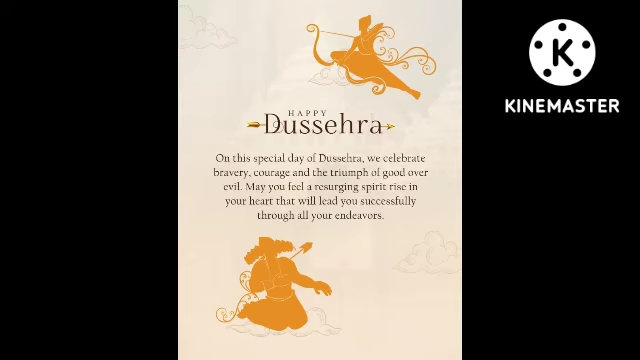 HAPPY
Dussehra
On this special day of Dussehra, we celebrate
bravery, courage and the triumph of good over
evil. May you feel a resurging spirit rise in
your heart that will lead you successfully
through all your endeavors.
K
KINEMASTER